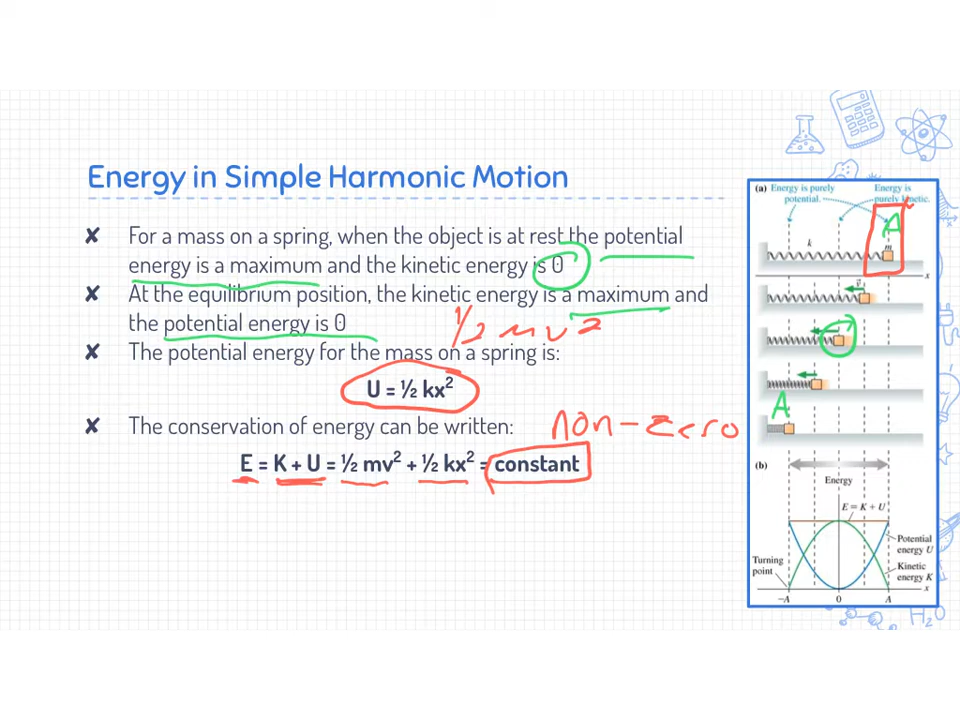 Energy in Simple Harmonic Motion
✘ For a mass on a spring, when the object is at rest the potential
energy is a maximum and the kinetic energy is 0
✘ At the equilibrium position, the kinetic energy is a maximum and
the potential energy is 0
1/2 mv²
✘ The potential energy for the mass on a spring is:
U = ½ kx²
✘ The conservation of energy can be written:
non-zero
E = K + U = ½ mv² + ½ kx² = constant
(a) Energy is purely
potential.
Energy is
purely kinetic.
A
k
m
x
v
A
(b)
Energy
E = K + U
Potential
energy U
Turning
point
Kinetic
energy K
x
−A
0
A
H₂O